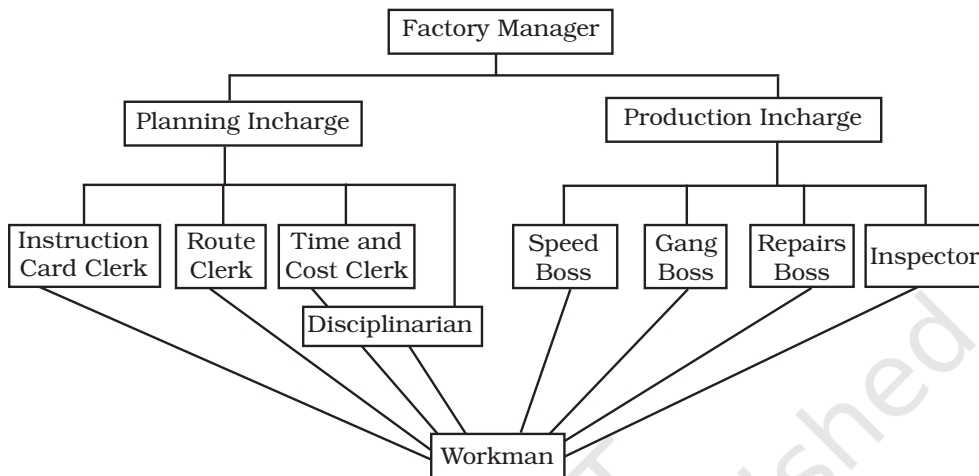 Factory Manager
Planning Incharge
Production Incharge
Instruction
Card Clerk
Route
Clerk
Time and
Cost Clerk
Disciplinarian
Speed
Boss
Gang
Boss
Repairs
Boss
Inspector
Workman